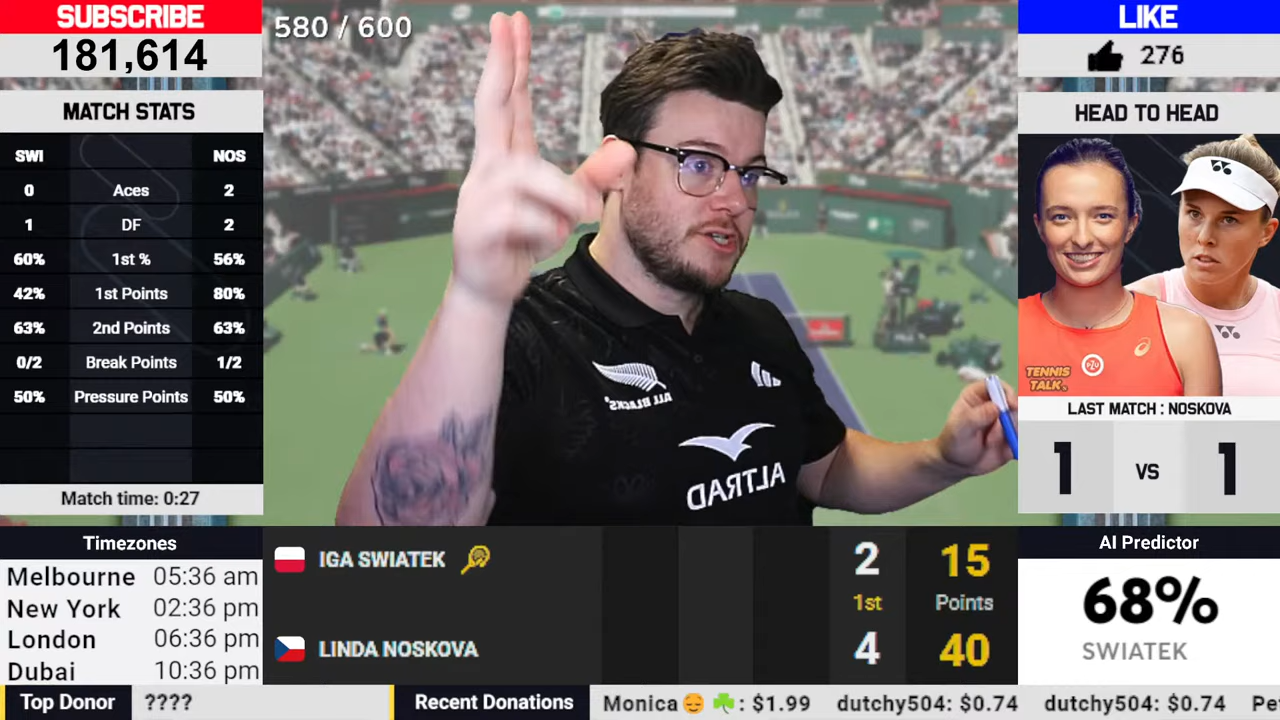 SUBSCRIBE
181,614
MATCH STATS
SWI NOS
0 Aces 2
1 DF 2
60% 1st % 56%
42% 1st Points 80%
63% 2nd Points 63%
0/2 Break Points 1/2
50% Pressure Points 50%
Match time: 0:27
Timezones
Melbourne 05:36 am
New York 02:36 pm
London 06:36 pm
Dubai 10:36 pm
580 / 600
ALL BLACKS
ALTRAD
IGA SWIATEK 2 15
1st Points
LINDA NOSKOVA 4 40
LIKE
276
HEAD TO HEAD
TENNIS
TALK
LAST MATCH : NOSKOVA
1 VS 1
AI Predictor
68%
SWIATEK
Top Donor ???? Recent Donations Monica😌☘️: $1.99 dutchy504: $0.74 dutchy504: $0.74 Pe